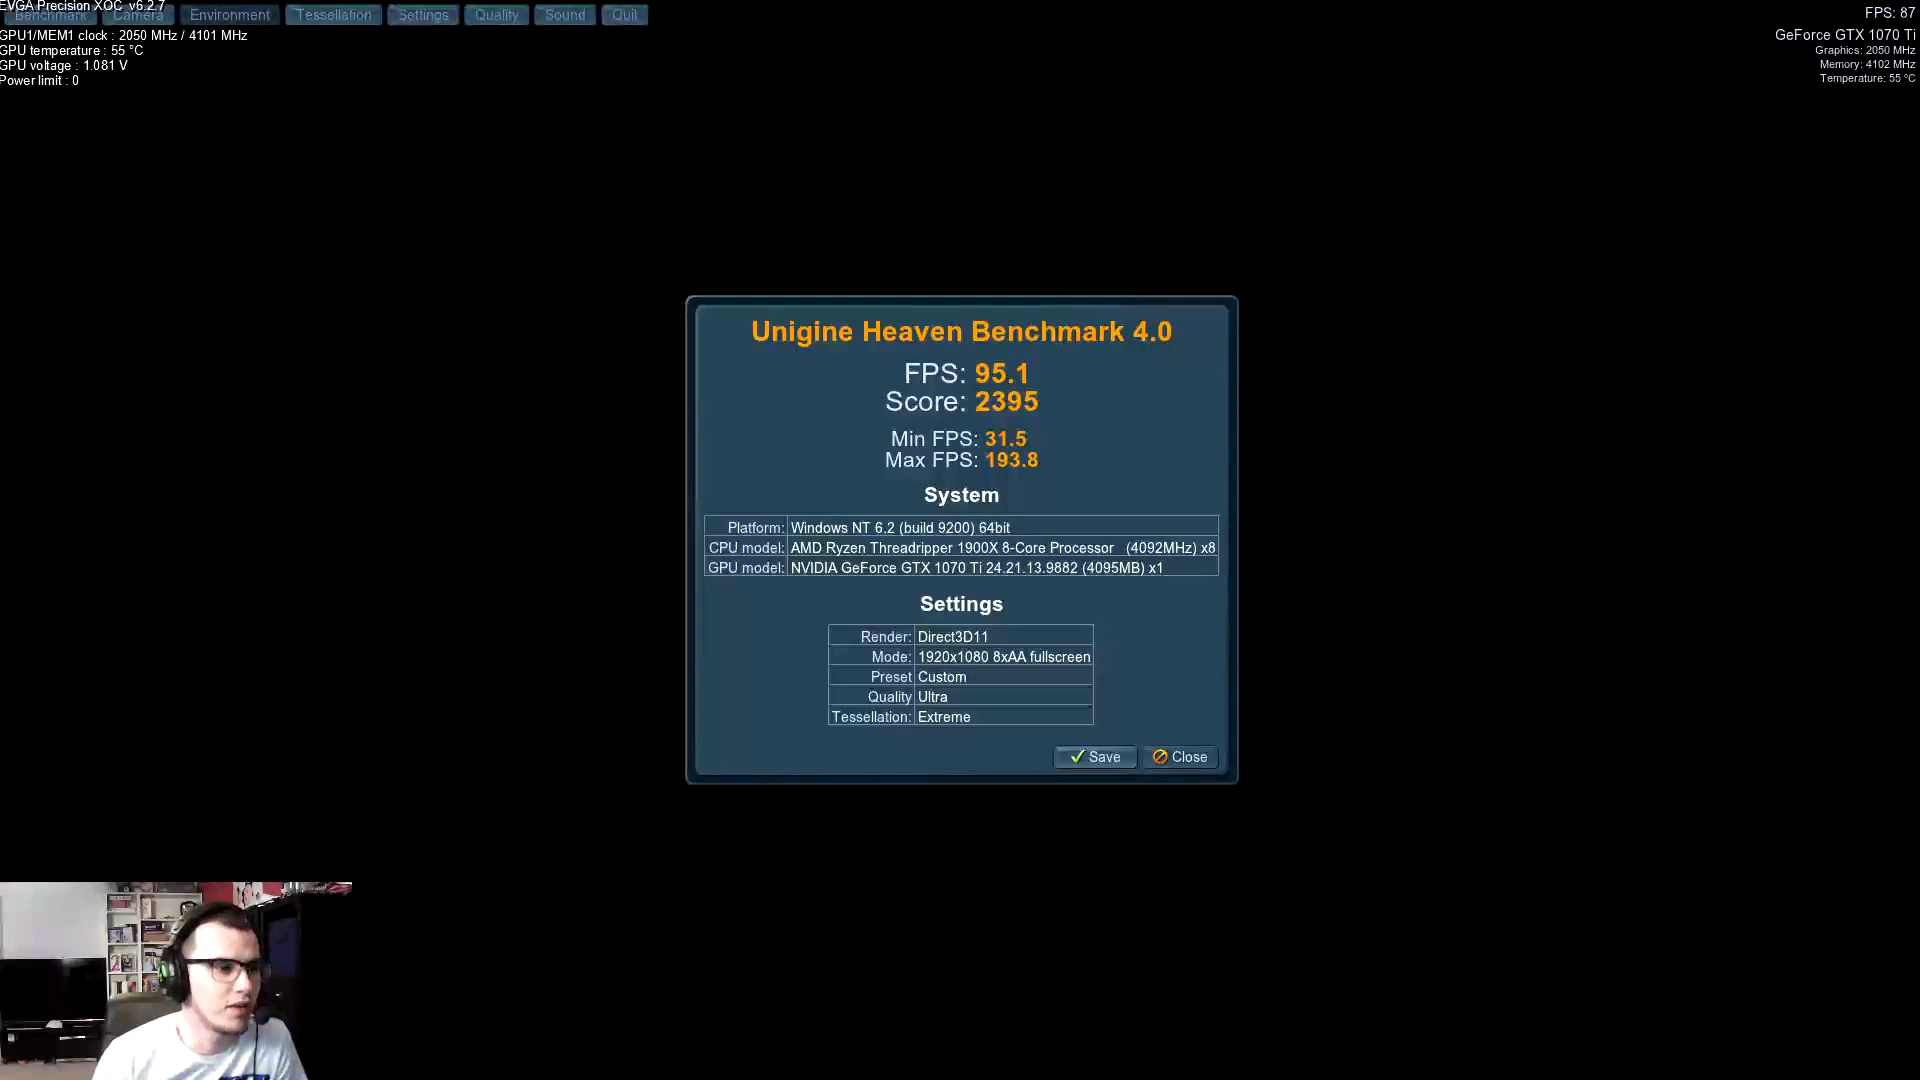 EVGA Precision XOC v6.2.7
Benchmark Camera Environment Tessellation Settings Quality Sound Quit
GPU1/MEM1 clock : 2050 MHz / 4101 MHz
GPU temperature : 55 °C
GPU voltage : 1.081 V
Power limit : 0
FPS: 87
GeForce GTX 1070 Ti
Graphics: 2050 MHz
Memory: 4102 MHz
Temperature: 55 °C
Unigine Heaven Benchmark 4.0
FPS: 95.1
Score: 2395
Min FPS: 31.5
Max FPS: 193.8
System
Platform: Windows NT 6.2 (build 9200) 64bit
CPU model: AMD Ryzen Threadripper 1900X 8-Core Processor (4092MHz) x8
GPU model: NVIDIA GeForce GTX 1070 Ti 24.21.13.9882 (4095MB) x1
Settings
Render: Direct3D11
Mode: 1920x1080 8xAA fullscreen
Preset Custom
Quality Ultra
Tessellation: Extreme
Save Close